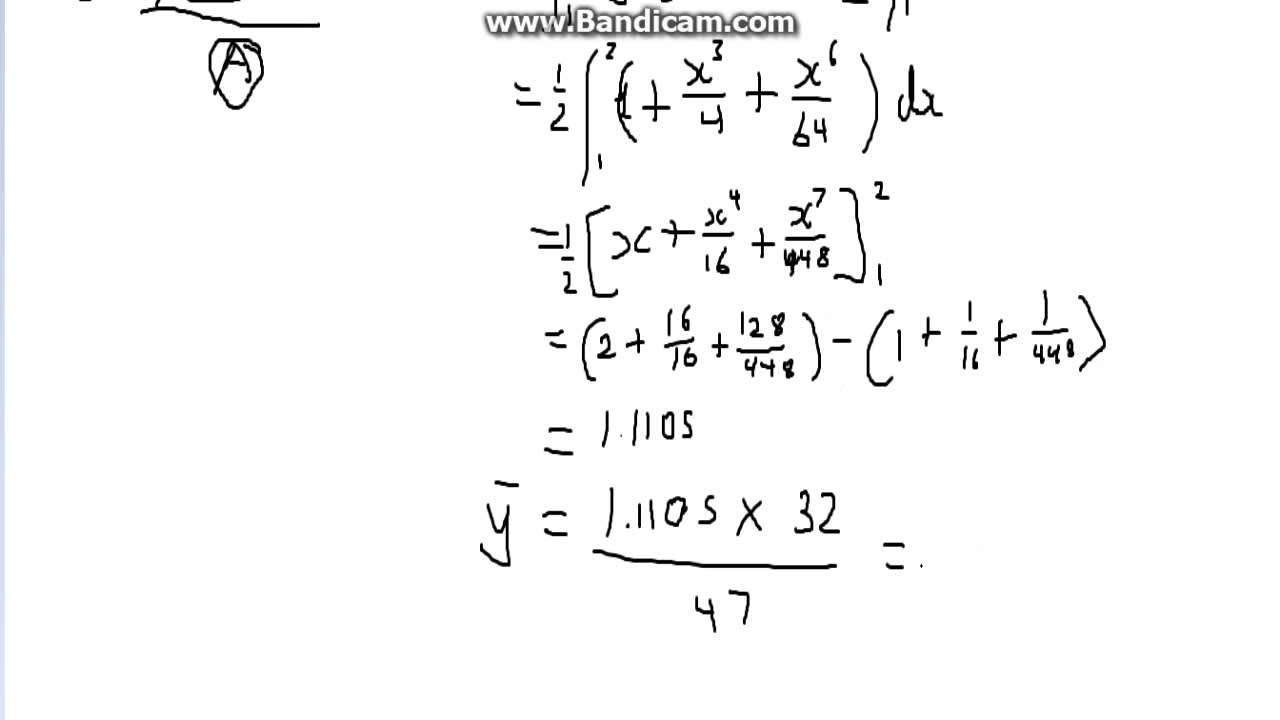 www.Bandicam.com
A
= 1/2 ∫₁² (1 + x³/4 + x⁶/64) dx
= 1/2 [x + x⁴/16 + x⁷/448]₁²
= (2 + 16/16 + 128/448) - (1 + 1/16 + 1/448)
= 1.1105
ȳ = 1.1105 × 32 / 47 = .